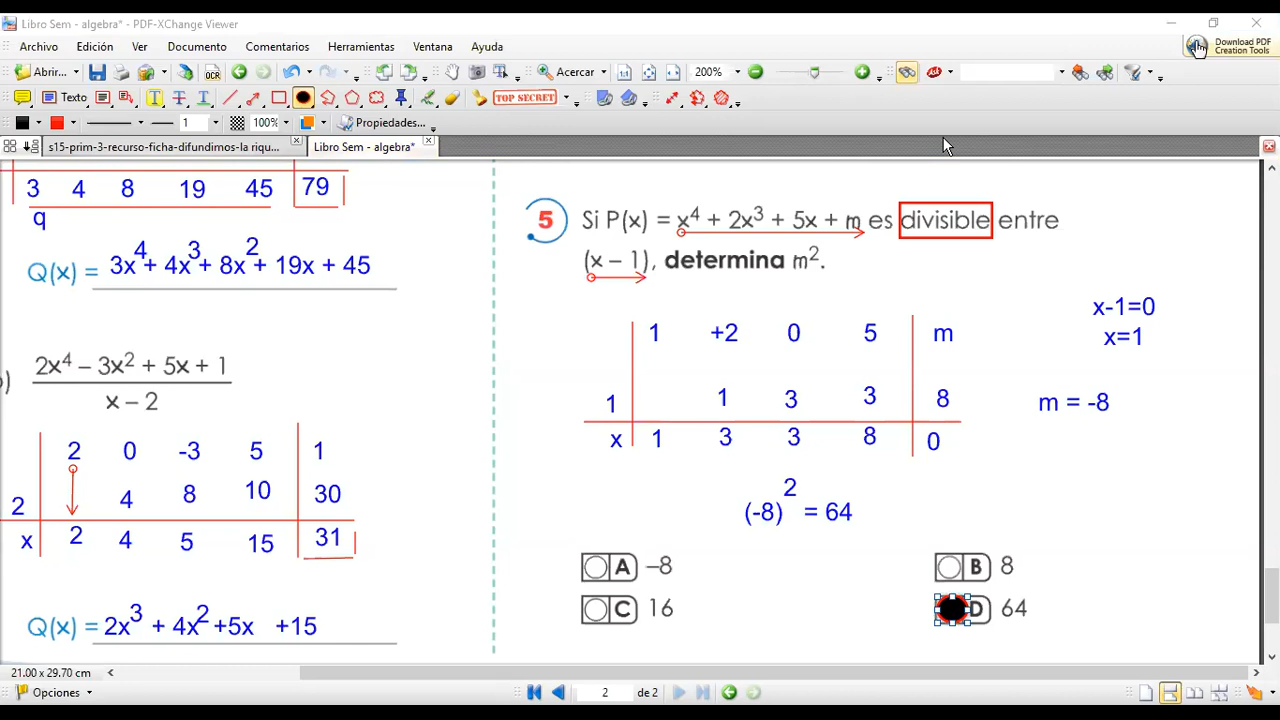 Libro Sem - algebra* - PDF-XChange Viewer
Archivo Edición Ver Documento Comentarios Herramientas Ventana Ayuda
Download PDF
Creation Tools
Abrir... OCR Acercar 200%
Texto TOP SECRET
1 100% Propiedades...
s15-prim-3-recurso-ficha-difundimos-la riqu... Libro Sem - algebra*
3 4 8 19 45 79
q
Q(x) = 3x⁴+ 4x³+ 8x²+ 19x + 45
) 2x⁴ – 3x² + 5x + 1
x – 2
2 0 -3 5 1
2 4 8 10 30
x 2 4 5 15 31
Q(x) = 2x³ + 4x² +5x +15
5 Si P(x) = x⁴ + 2x³ + 5x + m es divisible entre
(x – 1), determina m².
x-1=0
x=1
1 +2 0 5 m
1 1 3 3 8
x 1 3 3 8 0
m = -8
(-8)² = 64
A –8
B 8
C 16
D 64
21.00 x 29.70 cm
Opciones 2 de 2